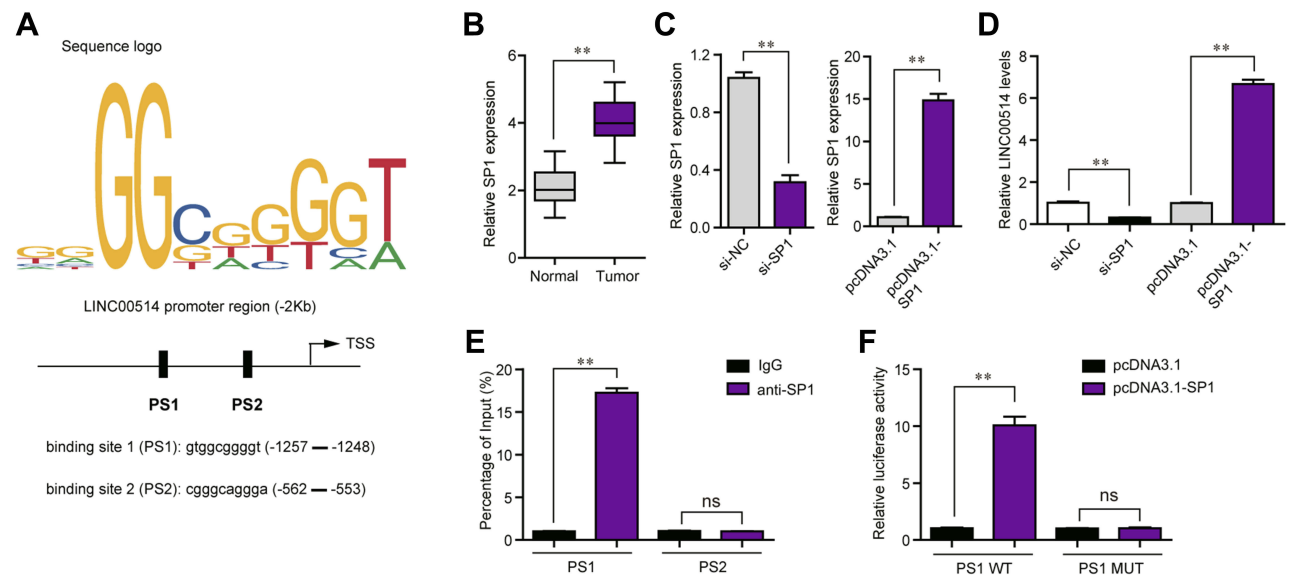 A
Sequence logo
GGCGGGGT
LINC00514 promoter region (-2Kb)
TSS
PS1
PS2
binding site 1 (PS1): gtggcggggt (-1257 — -1248)
binding site 2 (PS2): cgggcaggga (-562 — -553)
B
Relative SP1 expression
6
4
2
0
**
Normal
Tumor
C
Relative SP1 expression
1.2
0.8
0.4
0.0
**
si-NC
si-SP1
Relative SP1 expression
20
15
10
5
0
**
pcDNA3.1
pcDNA3.1-
SP1
D
Relative LINC00514 levels
8
6
4
2
0
**
**
si-NC
si-SP1
pcDNA3.1
pcDNA3.1-
SP1
E
Percentage of Input (%)
20
15
10
5
0
**
ns
IgG
anti-SP1
PS1
PS2
F
Relative luciferase activity
15
10
5
0
**
ns
pcDNA3.1
pcDNA3.1-SP1
PS1 WT
PS1 MUT